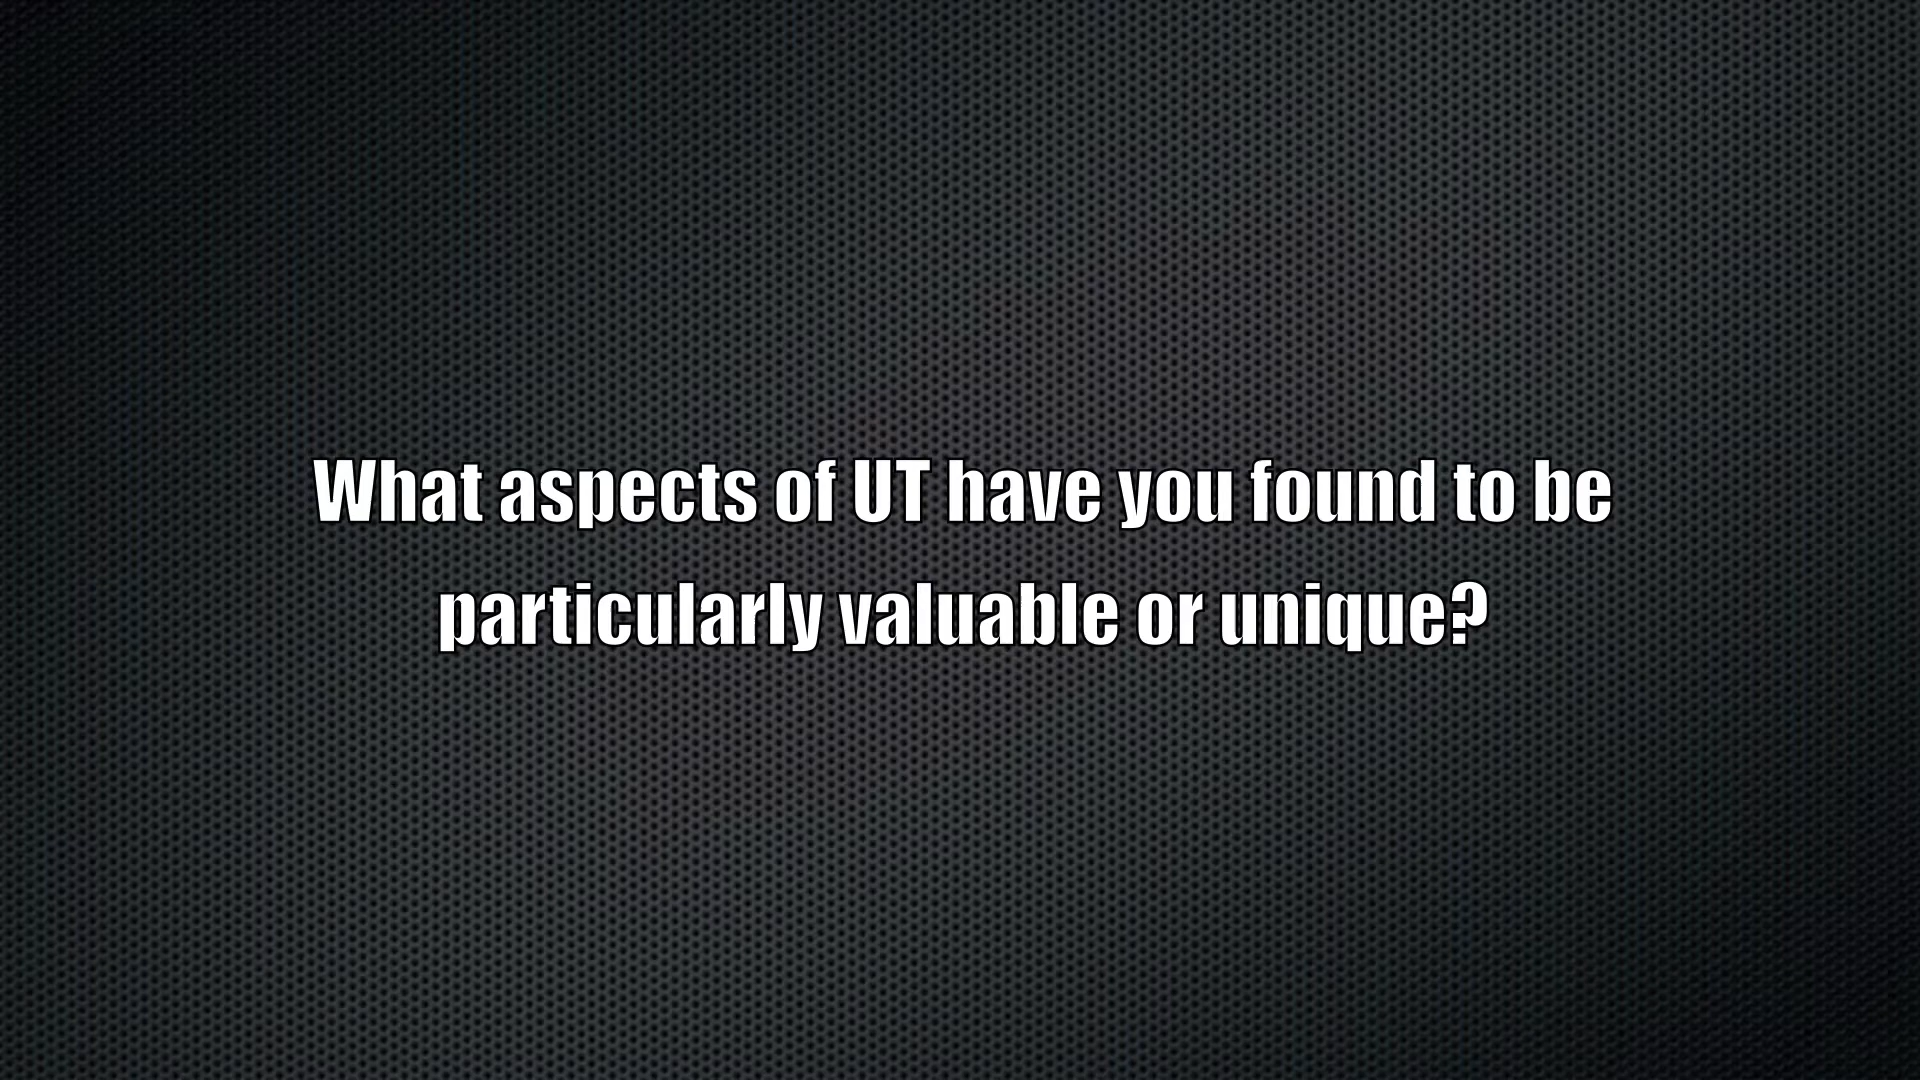 What aspects of UT have you found to be
particularly valuable or unique?